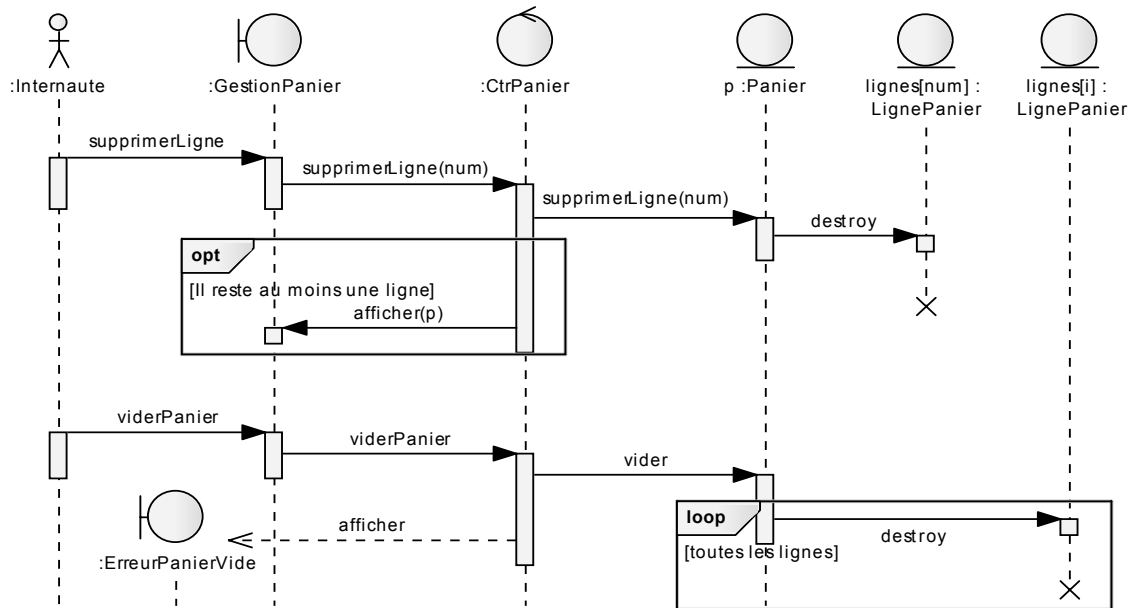 :Internaute
:GestionPanier
:CtrPanier
p :Panier
lignes[num] :
LignePanier
lignes[i] :
LignePanier
supprimerLigne
supprimerLigne(num)
supprimerLigne(num)
destroy
opt
[Il reste au moins une ligne]
afficher(p)
viderPanier
viderPanier
vider
loop
destroy
[toutes les lignes]
afficher
:ErreurPanierVide